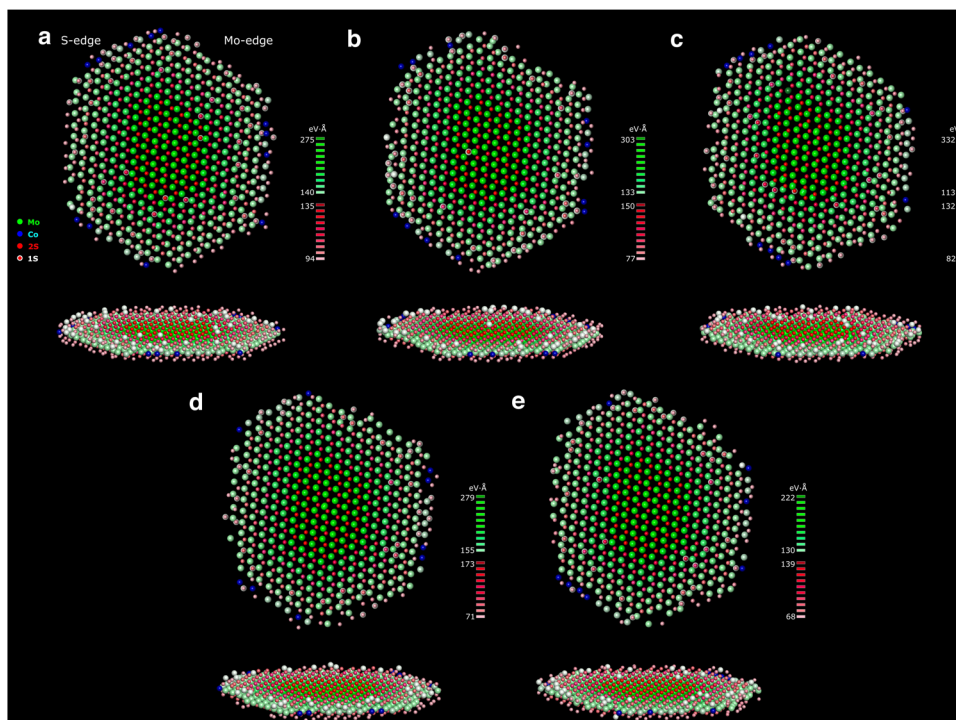 a
S-edge
Mo-edge
b
c
eV·Å
275
140
135
94
eV·Å
303
133
150
77
332
113
132
82
Mo
Co
2S
1S
d
e
eV·Å
279
155
173
71
eV·Å
222
130
139
68